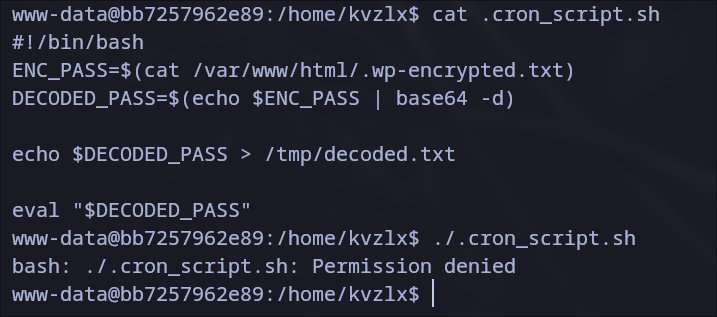 www-data@bb7257962e89:/home/kvzlx$ cat .cron_script.sh
#!/bin/bash
ENC_PASS=$(cat /var/www/html/.wp-encrypted.txt)
DECODED_PASS=$(echo $ENC_PASS | base64 -d)
echo $DECODED_PASS > /tmp/decoded.txt
eval "$DECODED_PASS"
www-data@bb7257962e89:/home/kvzlx$ ./.cron_script.sh
bash: ./.cron_script.sh: Permission denied
www-data@bb7257962e89:/home/kvzlx$